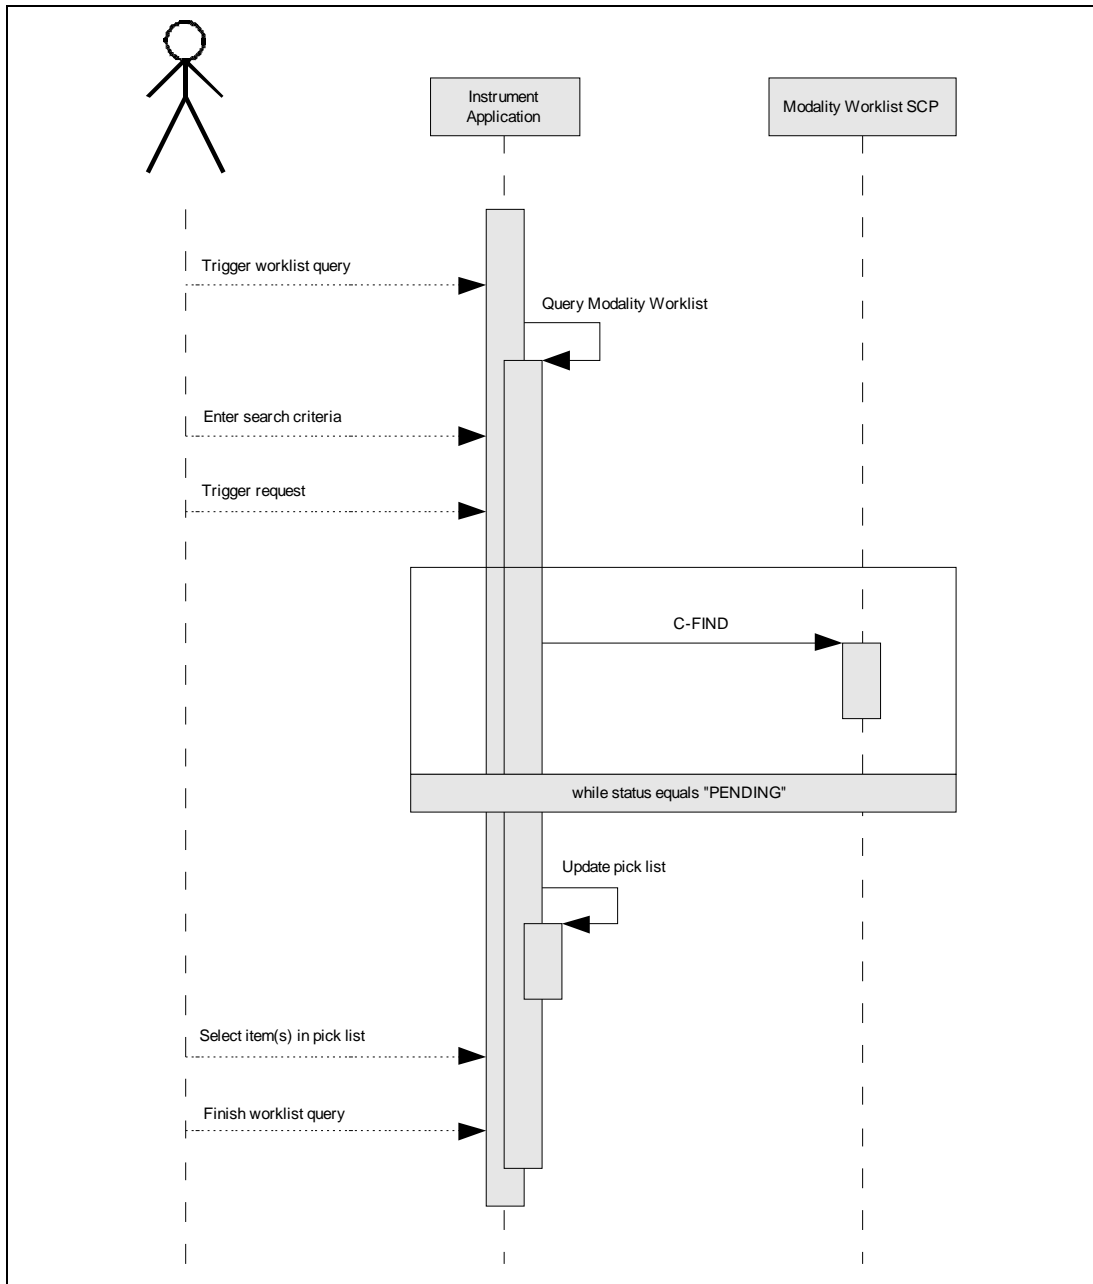 Instrument
Application
Modality Worklist SCP
Trigger worklist query
Query Modality Worklist
Enter search criteria
Trigger request
C-FIND
while status equals "PENDING"
Update pick list
Select item(s) in pick list
Finish worklist query